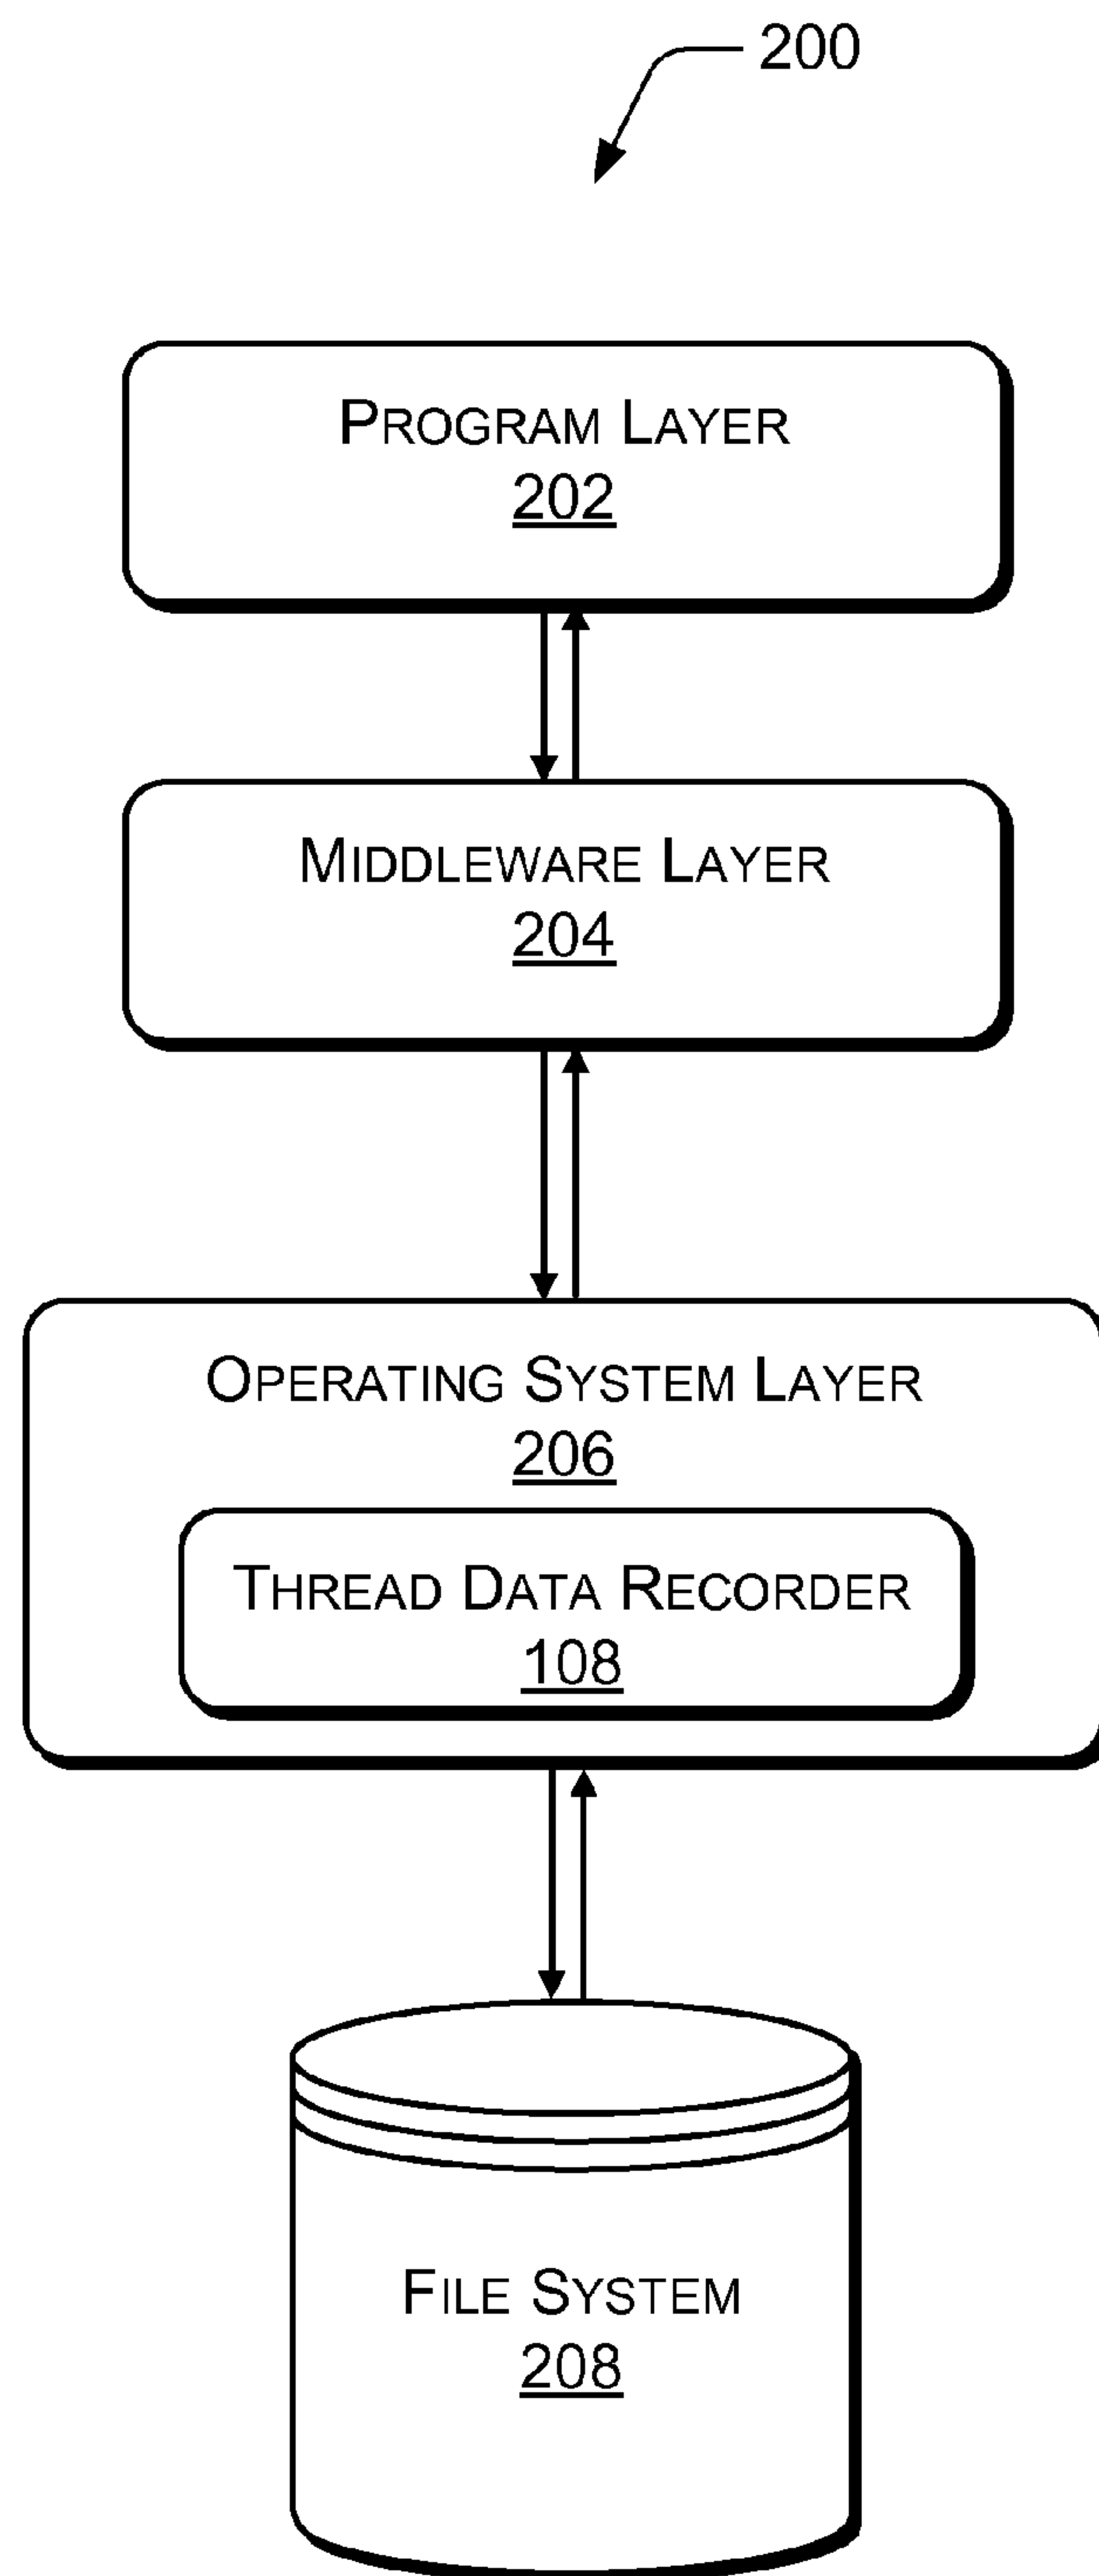 200
PROGRAM LAYER
202
MIDDLEWARE LAYER
204
OPERATING SYSTEM LAYER
206
THREAD DATA RECORDER
108
FILE SYSTEM
208